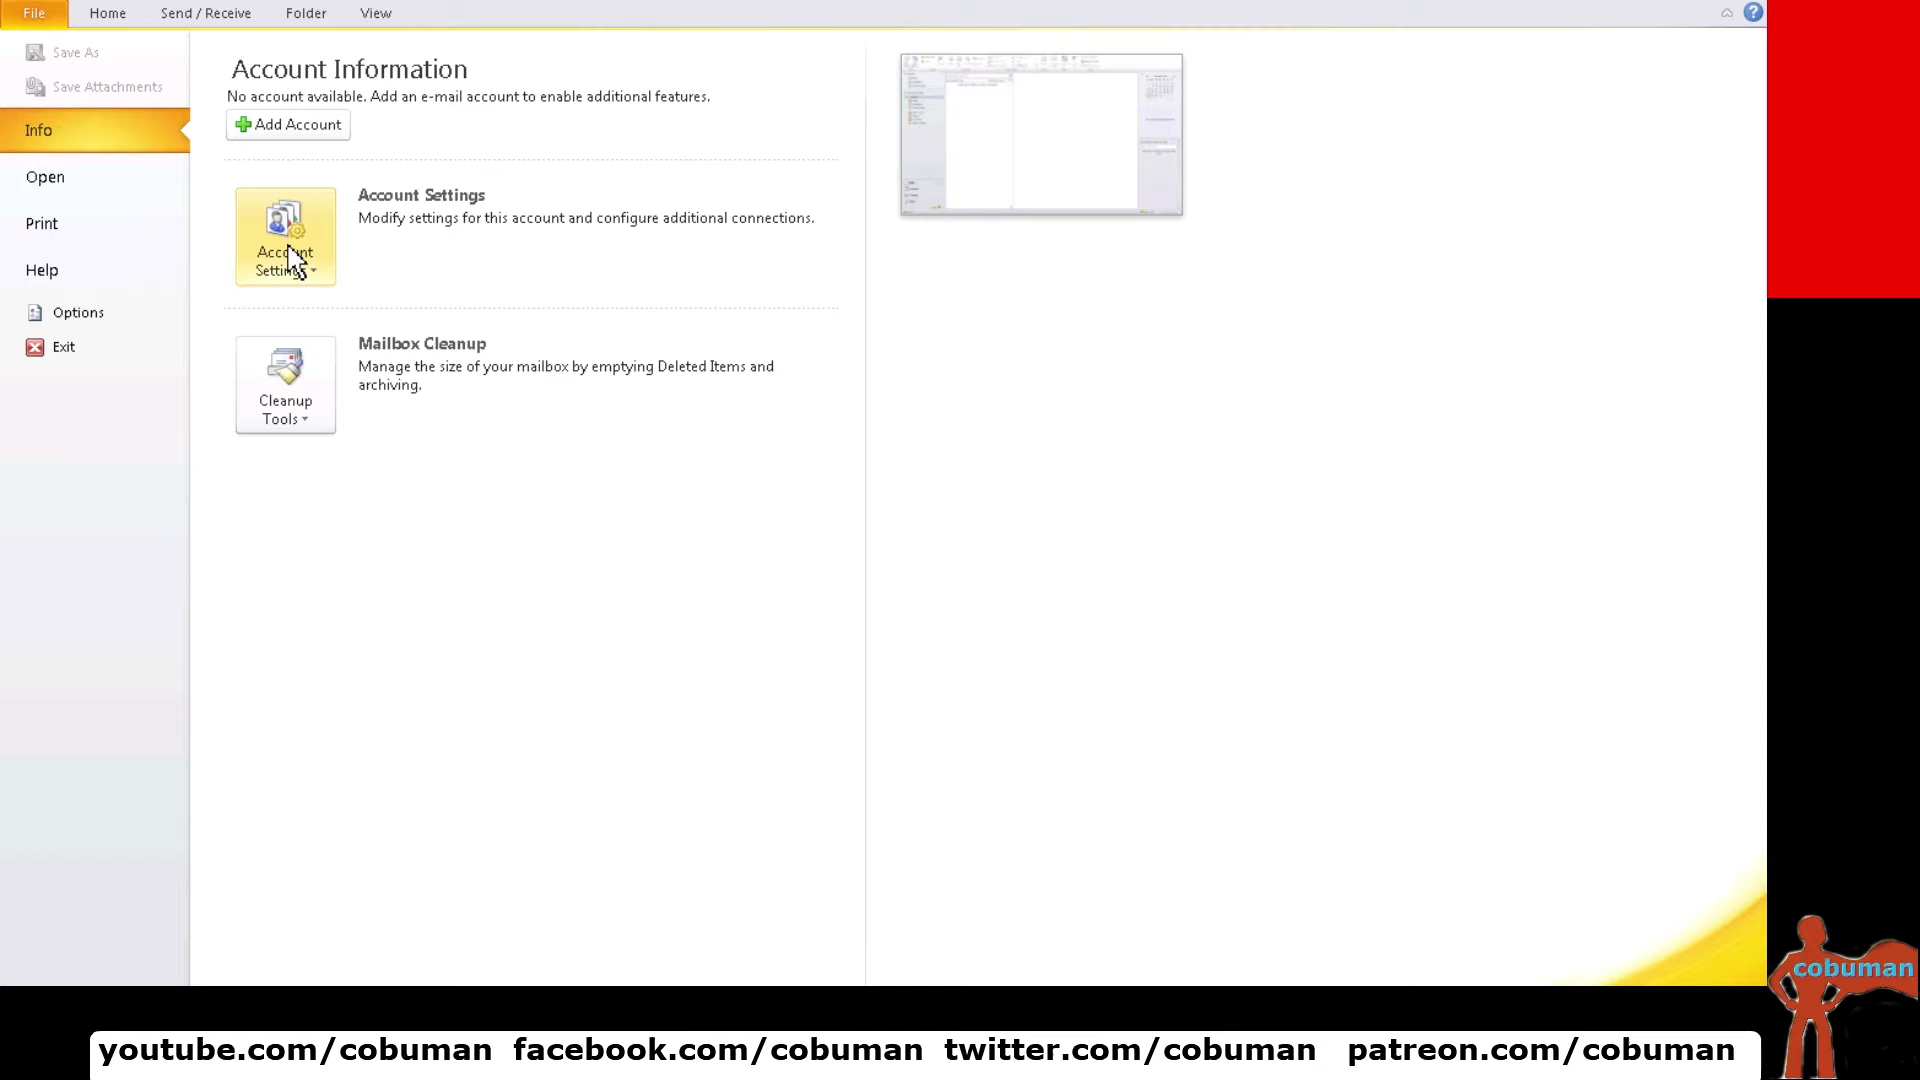 File Home Send / Receive Folder View
Save As
Save Attachments
Info
Open
Print
Help
Options
Exit
Account Information
No account available. Add an e-mail account to enable additional features.
Add Account
Account Settings
Modify settings for this account and configure additional connections.
Account
Settings
Mailbox Cleanup
Manage the size of your mailbox by emptying Deleted Items and
archiving.
Cleanup
Tools
cobuman
youtube.com/cobuman facebook.com/cobuman twitter.com/cobuman patreon.com/cobuman